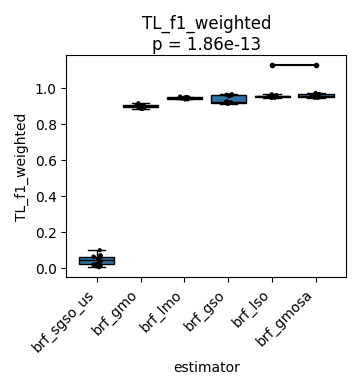 TL_f1_weighted
p = 1.86e-13
TL_f1_weighted
1.0
0.8
0.6
0.4
0.2
0.0
brf_sgso_us
brf_gmo
brf_lmo
brf_gso
brf_lso
brf_gmosa
estimator